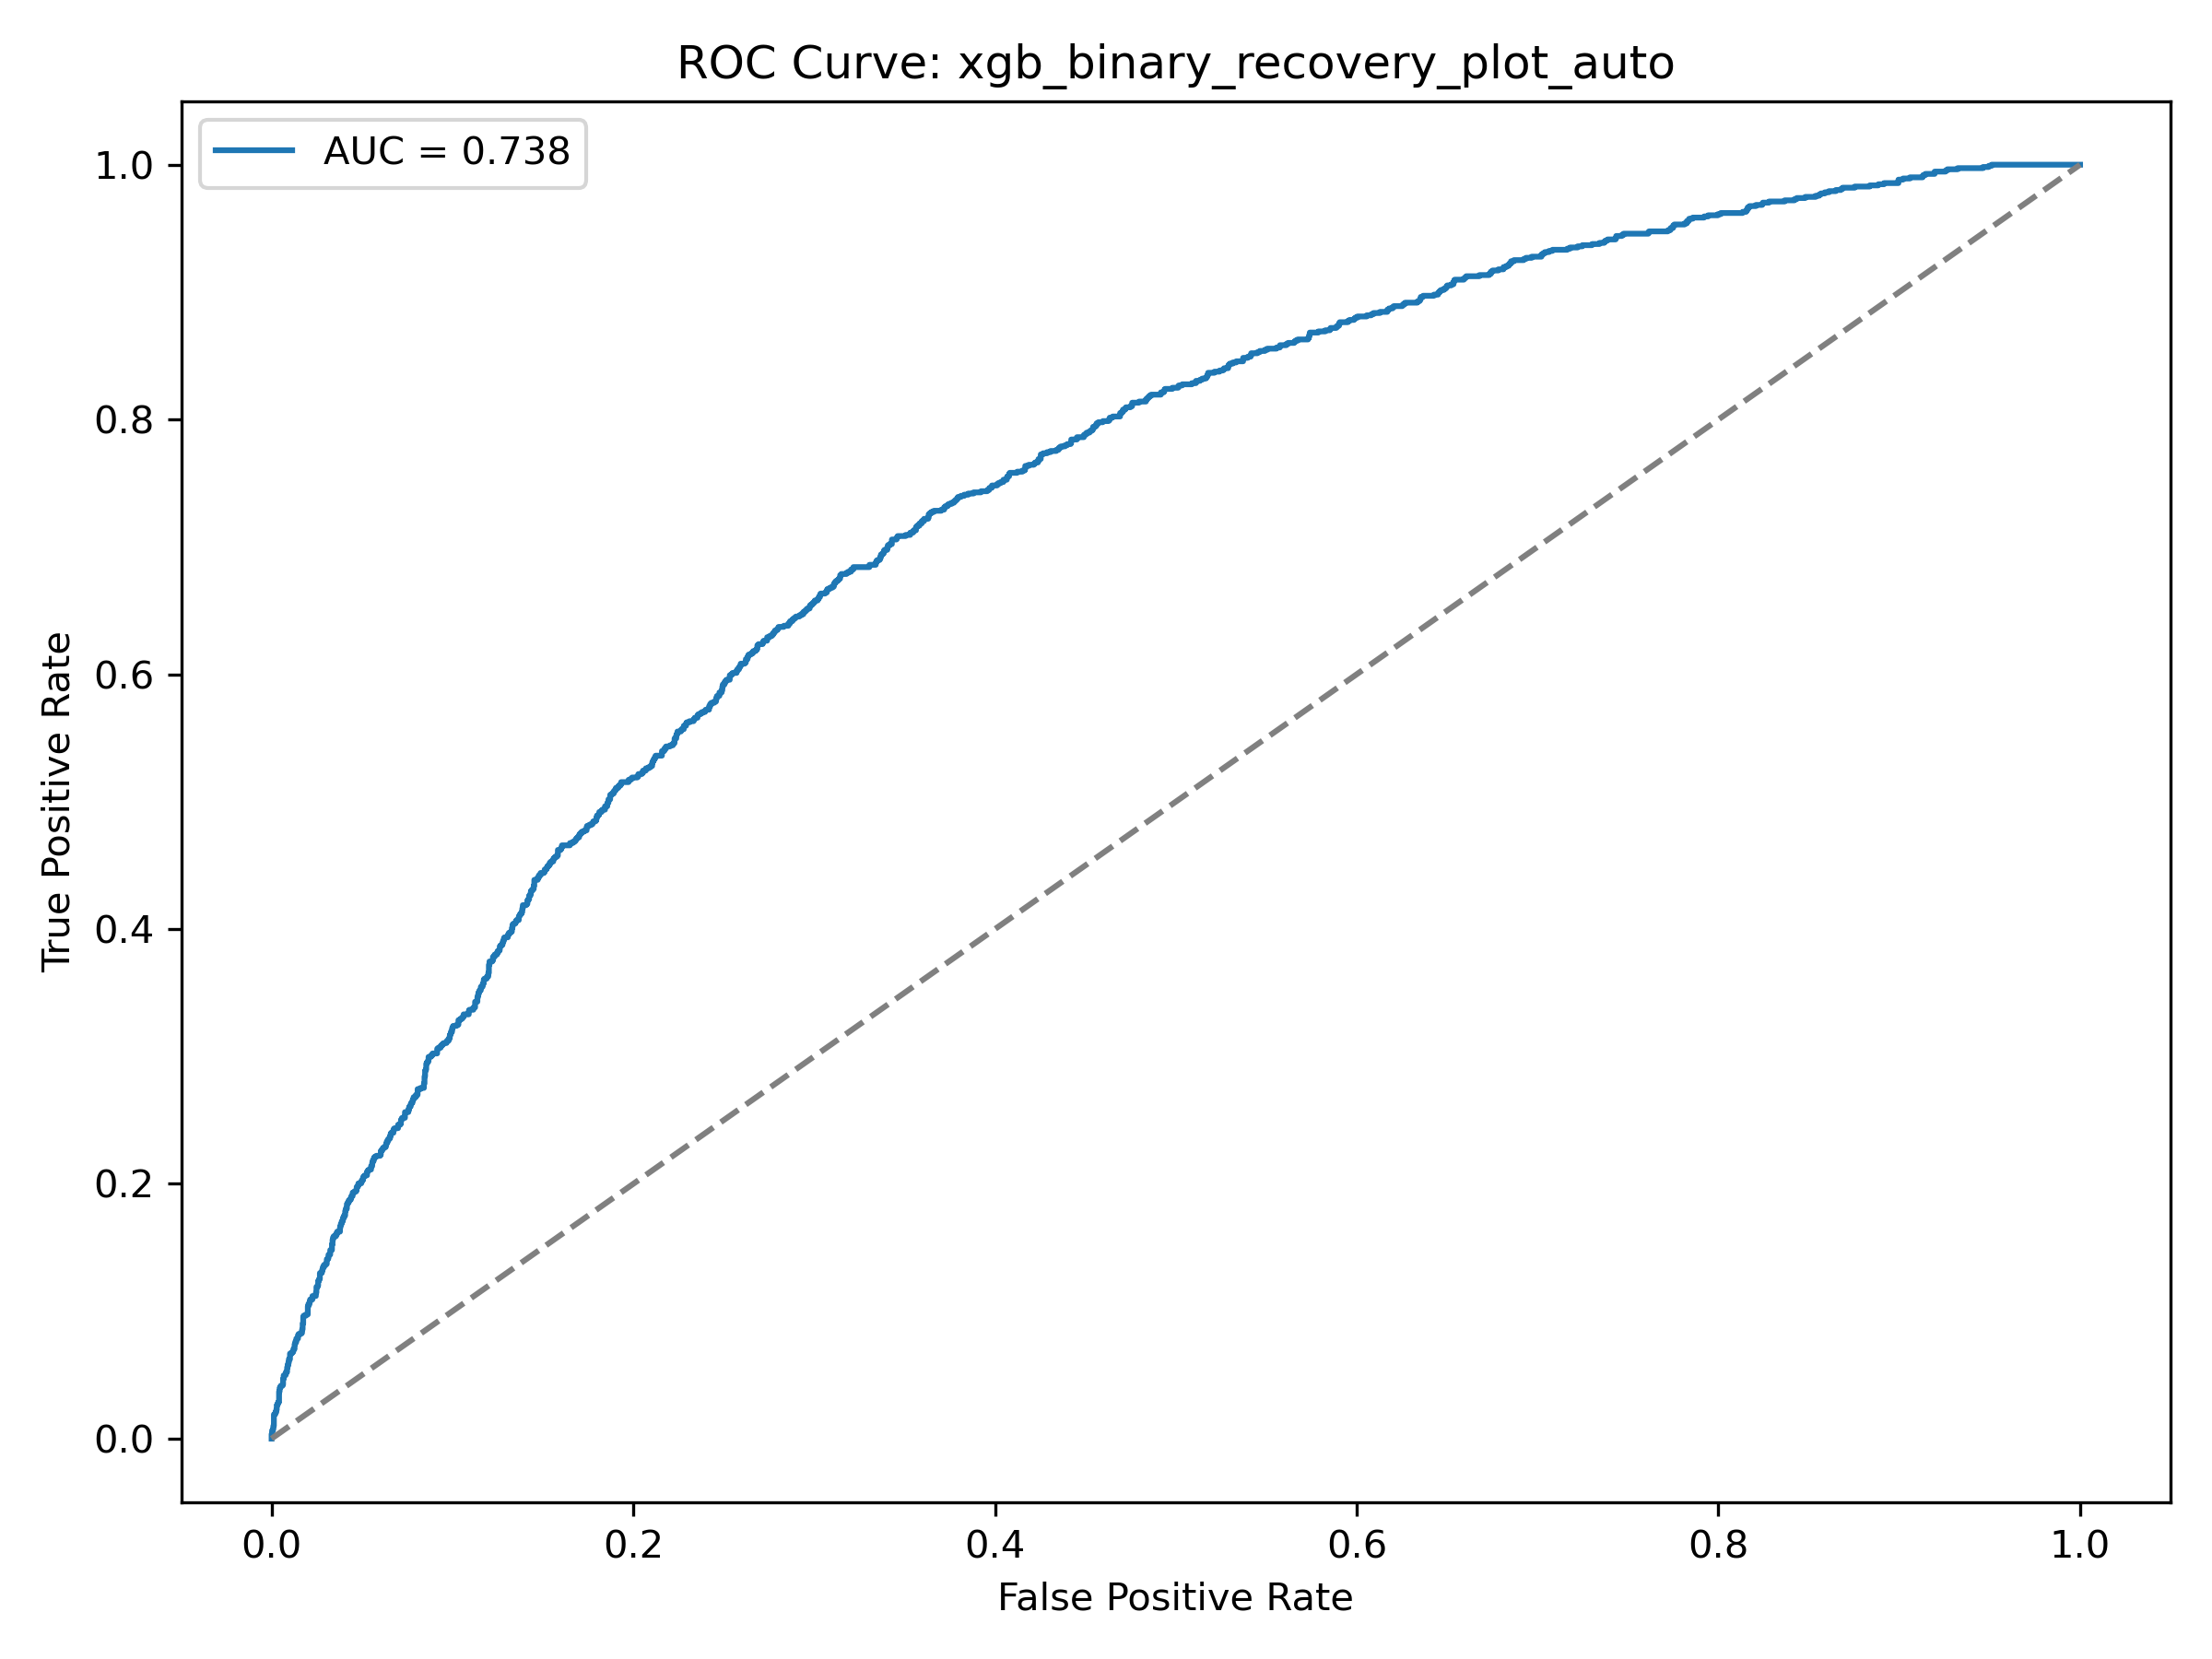 ROC Curve: xgb_binary_recovery_plot_auto
AUC = 0.738
True Positive Rate
1.0
0.8
0.6
0.4
0.2
0.0
0.0 0.2 0.4 0.6 0.8 1.0
False Positive Rate